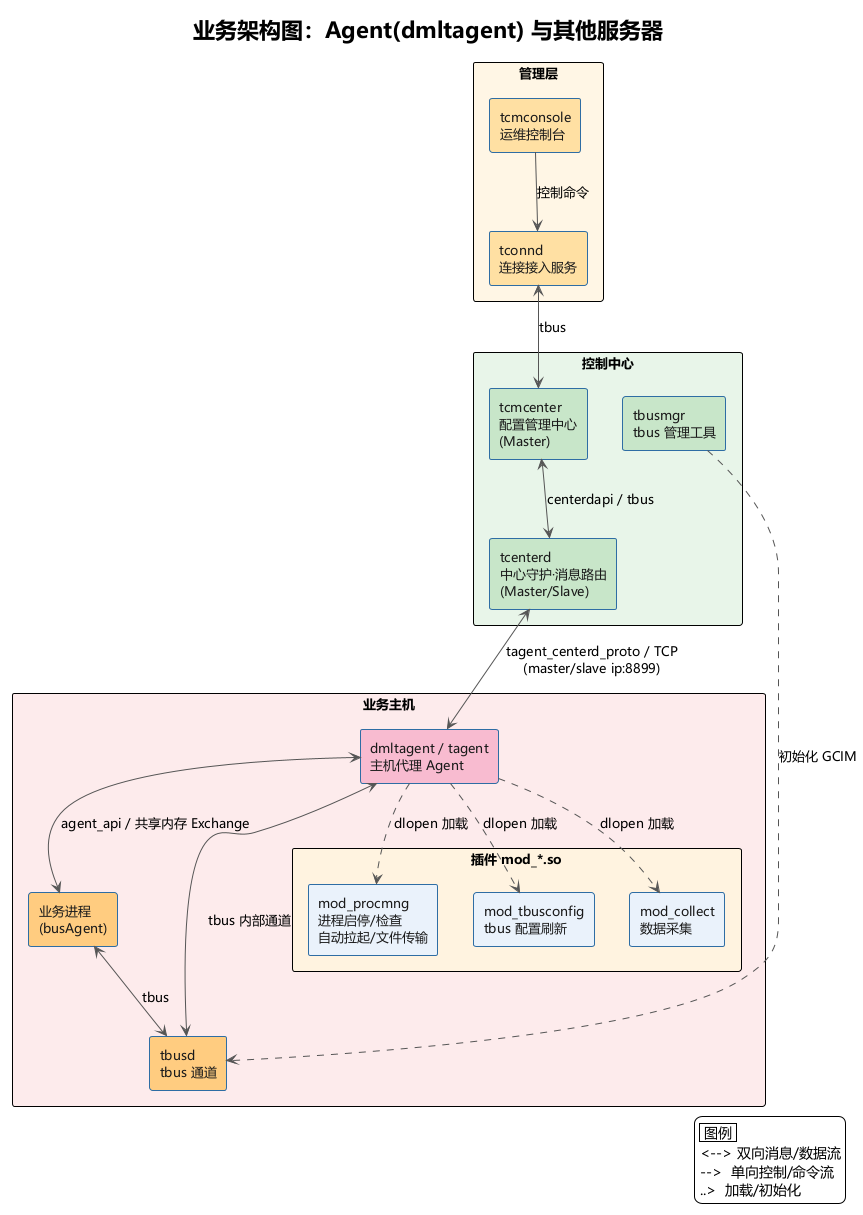 业务架构图：Agent(dmltagent) 与其他服务器
管理层
tcmconsole
运维控制台
控制命令
tconnd
连接接入服务
tbus
控制中心
tcmcenter
配置管理中心
(Master)
tbusmgr
tbus 管理工具
centerdapi / tbus
tcenterd
中心守护·消息路由
(Master/Slave)
tagent_centerd_proto / TCP
(master/slave ip:8899)
业务主机
dmltagent / tagent
主机代理 Agent
初始化 GCIM
agent_api / 共享内存 Exchange
dlopen 加载
dlopen 加载
dlopen 加载
插件 mod_*.so
mod_procmng
进程启停/检查
自动拉起/文件传输
mod_tbusconfig
tbus 配置刷新
mod_collect
数据采集
业务进程
(busAgent)
tbus 内部通道
tbus
tbusd
tbus 通道
图例
<--> 双向消息/数据流
--> 单向控制/命令流
..> 加载/初始化